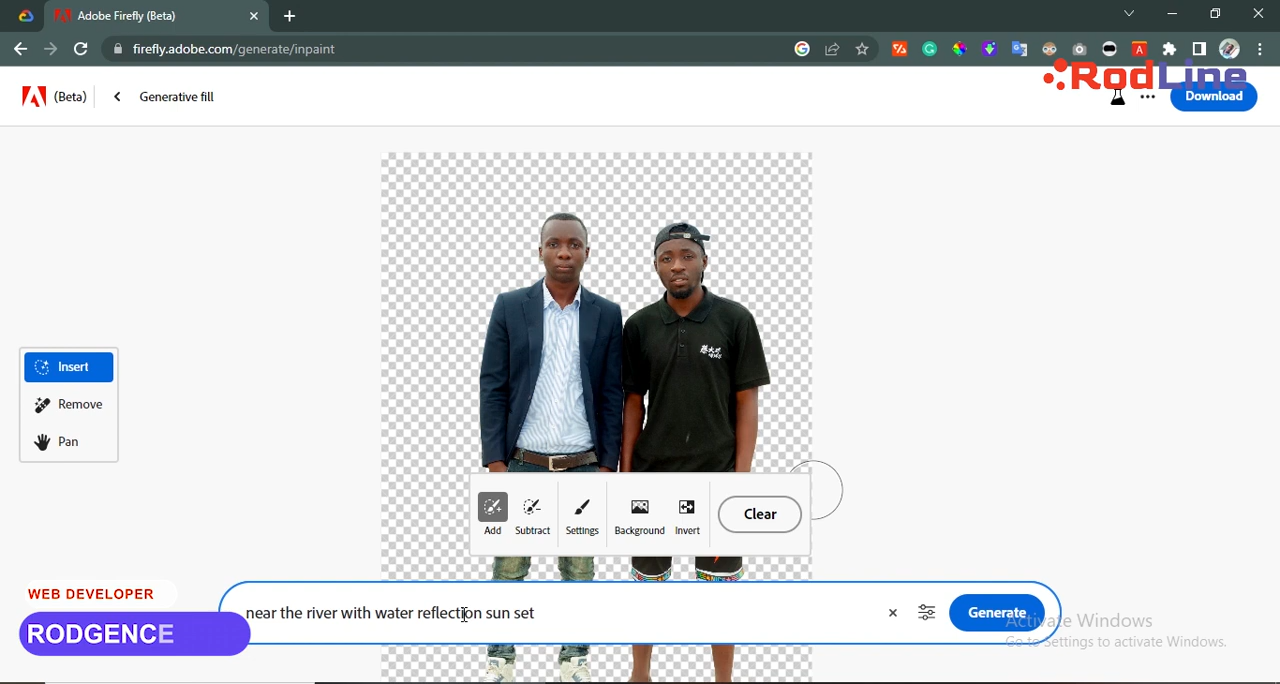 Adobe Firefly (Beta)
firefly.adobe.com/generate/inpaint
RodLine
(Beta)
Generative fill
Download
Insert
Remove
Pan
Add
Subtract
Settings
Background
Invert
Clear
WEB DEVELOPER
RODGENCE
near the river with water reflection sun set
Generate
Activate Windows
Go to Settings to activate Windows.